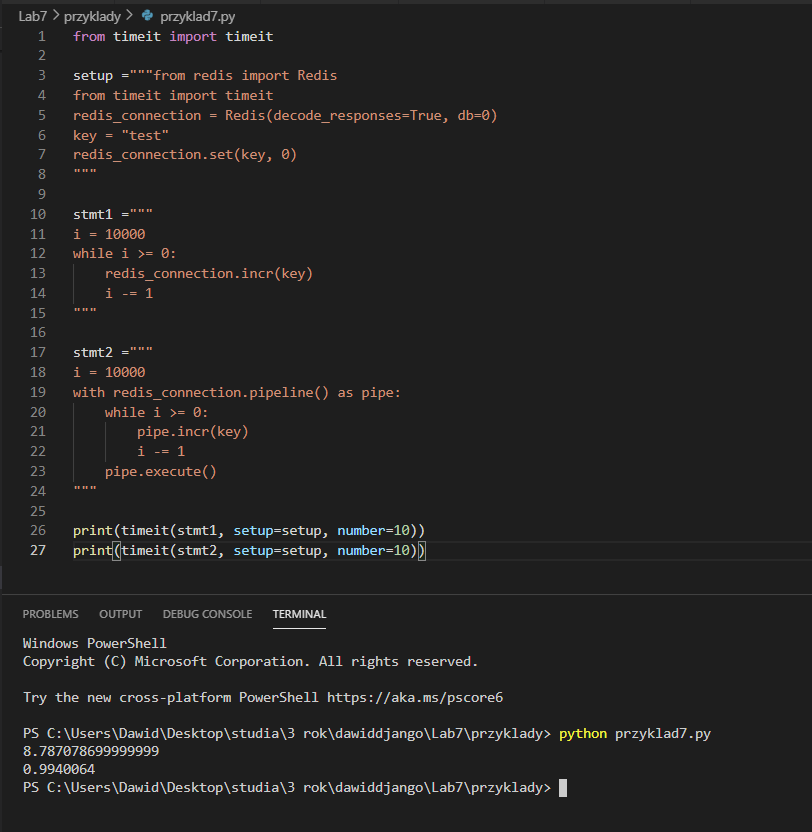 Lab7 > przyklady > przyklad7.py
1 from timeit import timeit
2
3 setup ="""from redis import Redis
4 from timeit import timeit
5 redis_connection = Redis(decode_responses=True, db=0)
6 key = "test"
7 redis_connection.set(key, 0)
8 """
9
10 stmt1 ="""
11 i = 10000
12 while i >= 0:
13     redis_connection.incr(key)
14     i -= 1
15 """
16
17 stmt2 ="""
18 i = 10000
19 with redis_connection.pipeline() as pipe:
20     while i >= 0:
21         pipe.incr(key)
22         i -= 1
23     pipe.execute()
24 """
25
26 print(timeit(stmt1, setup=setup, number=10))
27 print(timeit(stmt2, setup=setup, number=10))
PROBLEMS OUTPUT DEBUG CONSOLE TERMINAL
Windows PowerShell
Copyright (C) Microsoft Corporation. All rights reserved.
Try the new cross-platform PowerShell https://aka.ms/pscore6
PS C:\Users\Dawid\Desktop\studia\3 rok\dawiddjango\Lab7\przyklady> python przyklad7.py
8.787078699999999
0.9940064
PS C:\Users\Dawid\Desktop\studia\3 rok\dawiddjango\Lab7\przyklady>